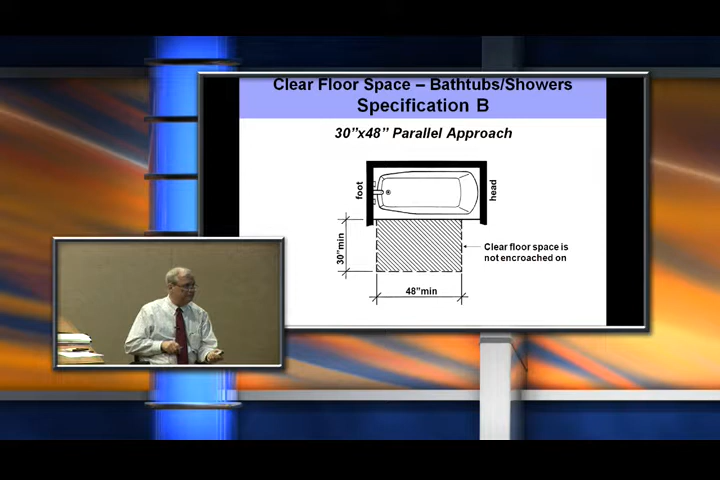 Clear Floor Space – Bathtubs/Showers
Specification B
30”x48” Parallel Approach
foot
head
30”min
Clear floor space is
not encroached on
48”min